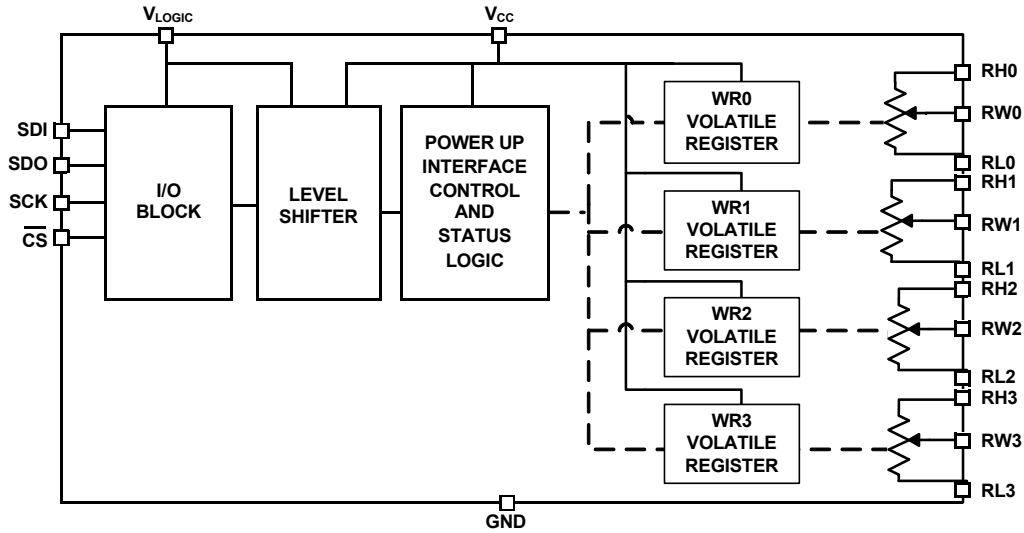 VLOGIC
VCC
SDI
SDO
SCK
CS
I/O
BLOCK
LEVEL
SHIFTER
POWER UP
INTERFACE
CONTROL
AND
STATUS
LOGIC
WR0
VOLATILE
REGISTER
WR1
VOLATILE
REGISTER
WR2
VOLATILE
REGISTER
WR3
VOLATILE
REGISTER
RH0
RW0
RL0
RH1
RW1
RL1
RH2
RW2
RL2
RH3
RW3
RL3
GND